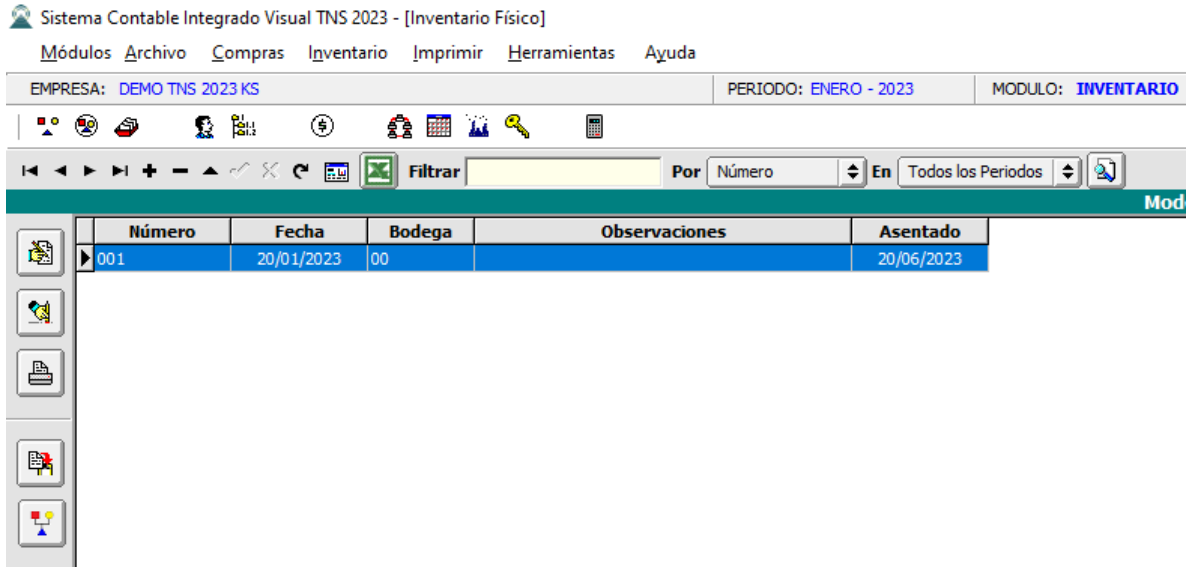 Sistema Contable Integrado Visual TNS 2023 - [Inventario Físico]
Módulos Archivo Compras Inventario Imprimir Herramientas Ayuda
EMPRESA: DEMO TNS 2023 KS PERIODO: ENERO - 2023 MODULO: INVENTARIO
Filtrar Por Número En Todos los Periodos
Mod
Número Fecha Bodega Observaciones Asentado
001 20/01/2023 00 20/06/2023